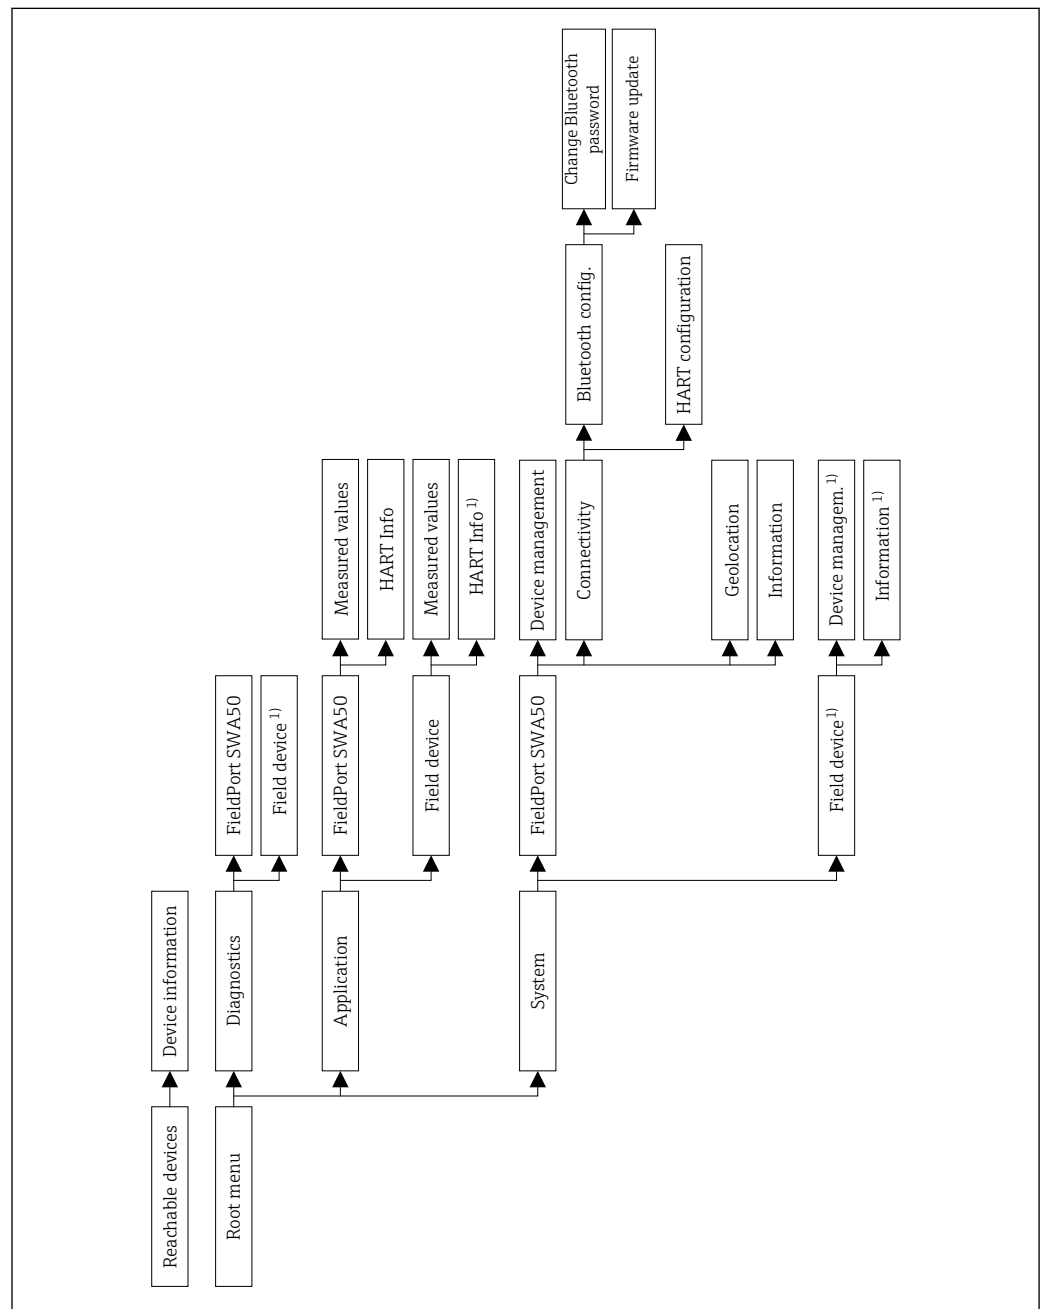 Reachable devices
Device information
Root menu
Diagnostics
FieldPort SWA50
Field device 1)
Application
FieldPort SWA50
Measured values
HART Info
Field device
Measured values
HART Info 1)
System
FieldPort SWA50
Device management
Connectivity
Bluetooth config.
Change Bluetooth
password
Firmware update
HART configuration
Geolocation
Information
Field device 1)
Device managem. 1)
Information 1)